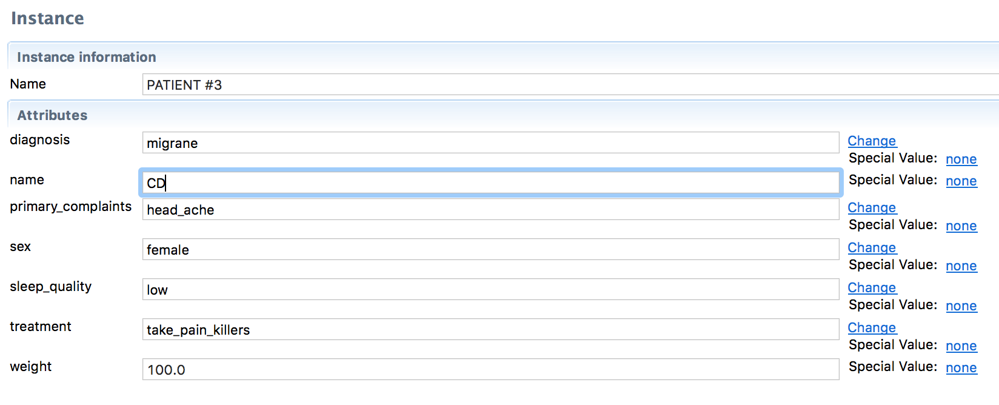 Instance
Instance information
Name PATIENT #3
Attributes
diagnosis migrane Change
Special Value: none
name CD Special Value: none
primary_complaints head_ache Change
Special Value: none
sex female Change
Special Value: none
sleep_quality low Change
Special Value: none
treatment take_pain_killers Change
Special Value: none
weight 100.0 Special Value: none